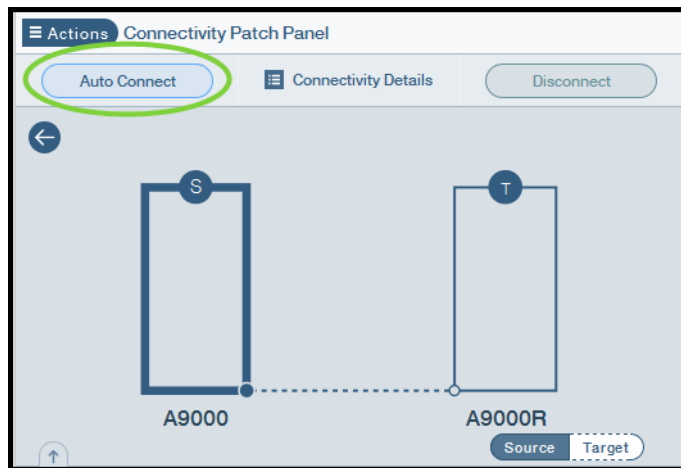 Actions Connectivity Patch Panel
Auto Connect Connectivity Details Disconnect
S T
A9000 A9000R
Source Target